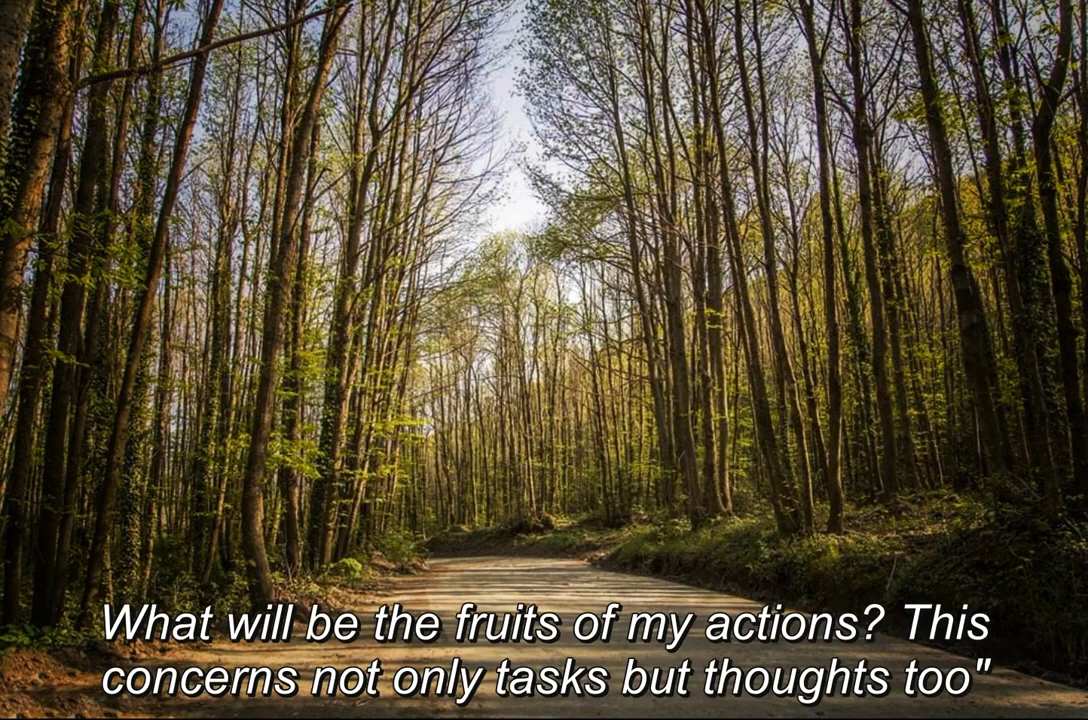 What will be the fruits of my actions? This
concerns not only tasks but thoughts too"